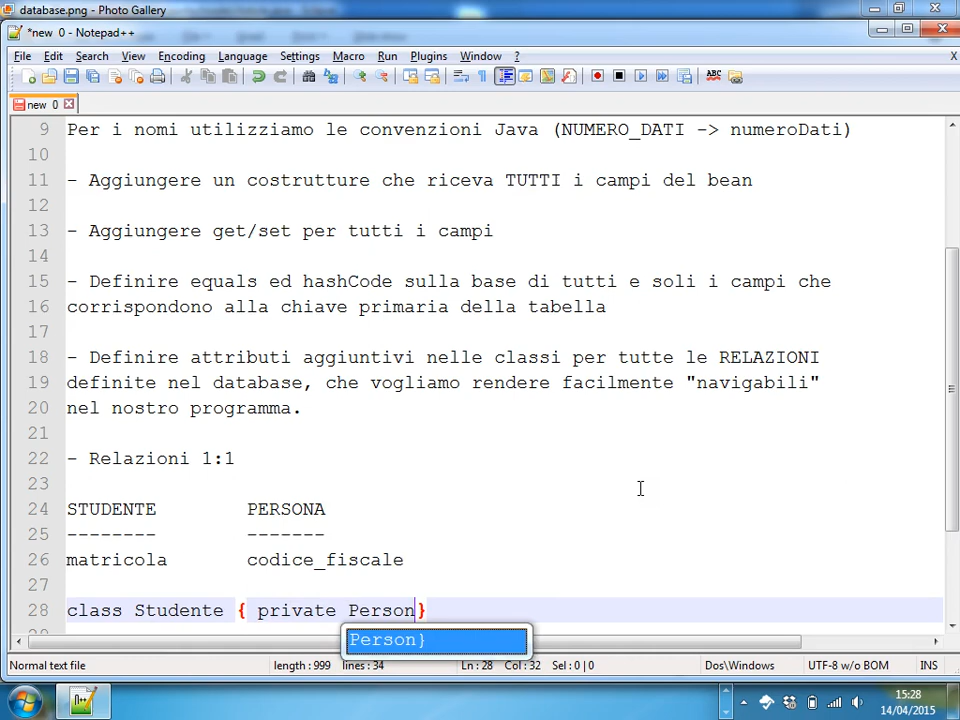 database.png - Photo Gallery
*new 0 - Notepad++
File Edit Search View Encoding Language Settings Macro Run Plugins Window ? X
ABC
new 0
9 Per i nomi utilizziamo le convenzioni Java (NUMERO_DATI -> numeroDati)
10
11 - Aggiungere un costrutture che riceva TUTTI i campi del bean
12
13 - Aggiungere get/set per tutti i campi
14
15 - Definire equals ed hashCode sulla base di tutti e soli i campi che
16 corrispondono alla chiave primaria della tabella
17
18 - Definire attributi aggiuntivi nelle classi per tutte le RELAZIONI
19 definite nel database, che vogliamo rendere facilmente "navigabili"
20 nel nostro programma.
21
22 - Relazioni 1:1
23
24 STUDENTE PERSONA
25 -------- -------
26 matricola codice_fiscale
27
28 class Studente { private Person}
Person}
Normal text file length : 999 lines : 34 Ln : 28 Col : 32 Sel : 0 | 0 Dos\Windows UTF-8 w/o BOM INS
15:28
14/04/2015